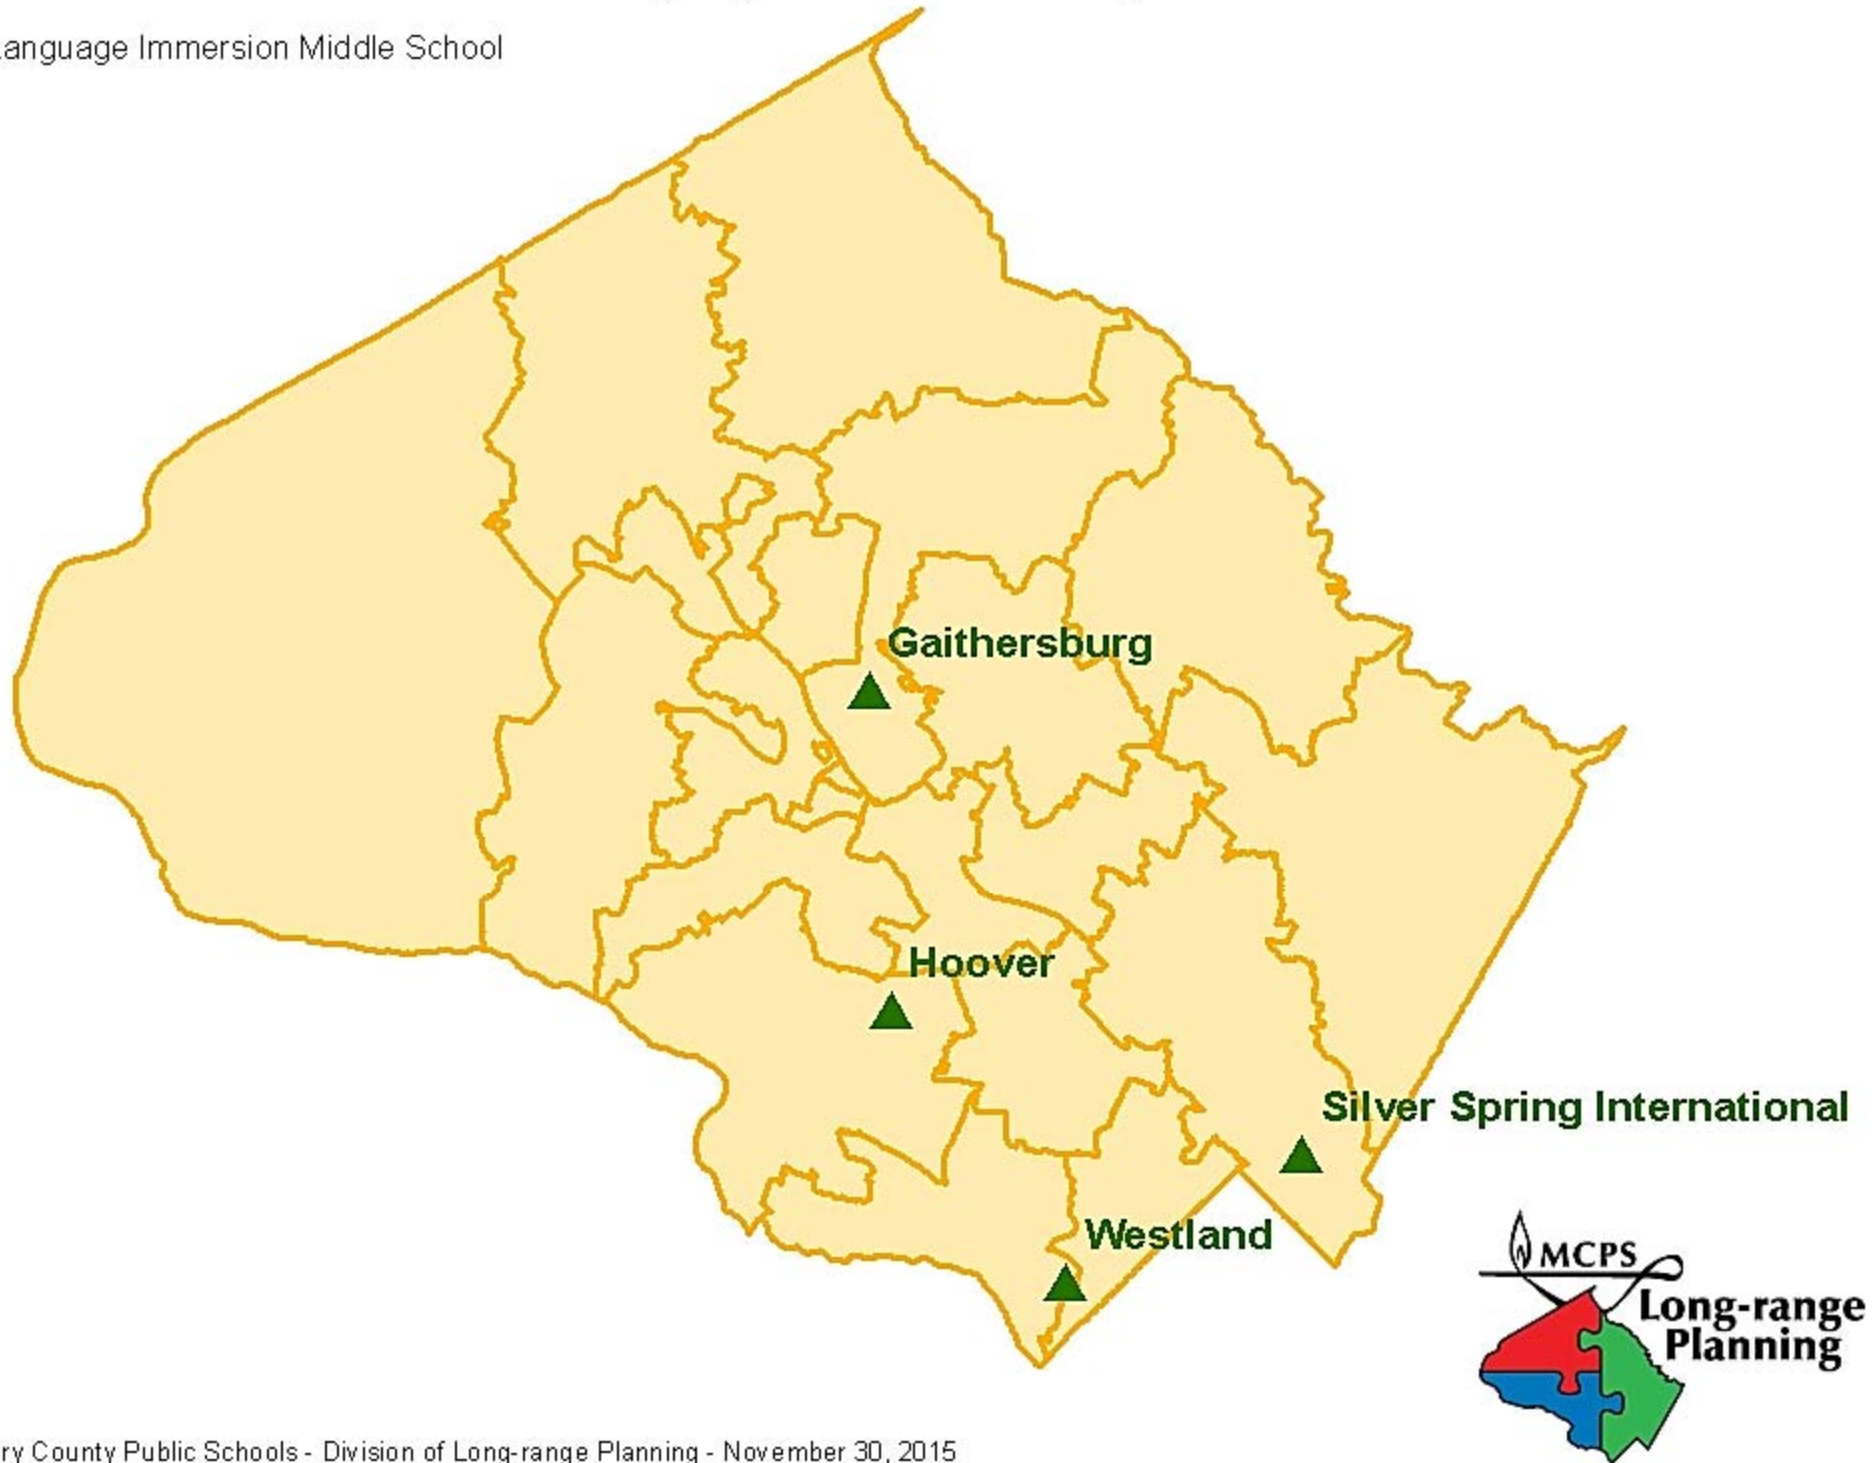 Language Immersion Middle School
Gaithersburg
Hoover
Silver Spring International
Westland
MCPS
Long-range
Planning
ry County Public Schools - Division of Long-range Planning - November 30, 2015